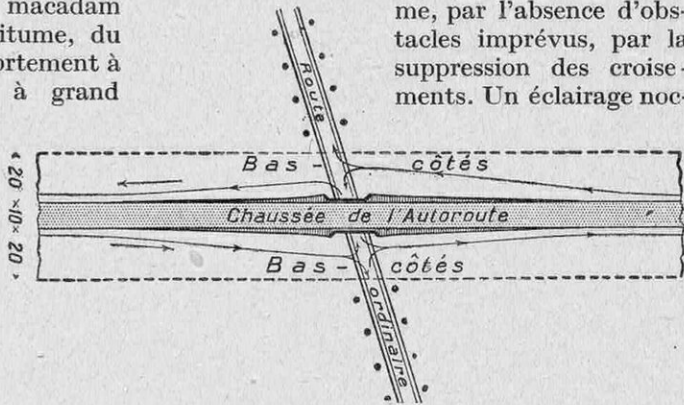 macadam
itume, du
ortement à
à grand
me, par l'absence d'obs-
tacles imprévus, par la
suppression des croise-
ments. Un éclairage noc-
Route
Bas - côtés
Chaussée de l'Autoroute
Bas - côtés
ordinaire
20 × 10 × 20